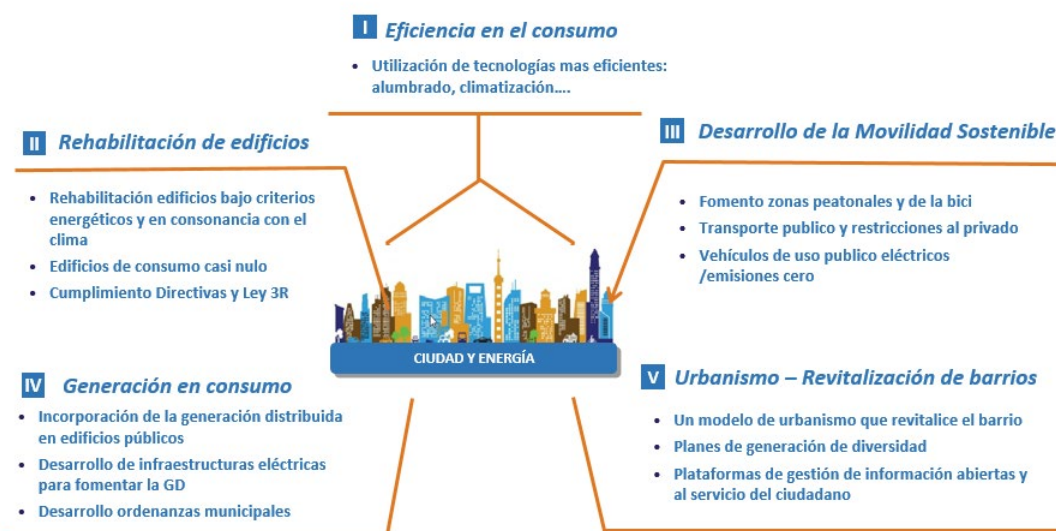 I Eficiencia en el consumo
• Utilización de tecnologías mas eficientes:
alumbrado, climatización....
II Rehabilitación de edificios
• Rehabilitación edificios bajo criterios
energéticos y en consonancia con el
clima
• Edificios de consumo casi nulo
• Cumplimiento Directivas y Ley 3R
III Desarrollo de la Movilidad Sostenible
• Fomento zonas peatonales y de la bici
• Transporte publico y restricciones al privado
• Vehículos de uso publico eléctricos
/emisiones cero
CIUDAD Y ENERGÍA
IV Generación en consumo
• Incorporación de la generación distribuida
en edificios públicos
• Desarrollo de infraestructuras eléctricas
para fomentar la GD
• Desarrollo ordenanzas municipales
V Urbanismo – Revitalización de barrios
• Un modelo de urbanismo que revitalice el barrio
• Planes de generación de diversidad
• Plataformas de gestión de información abiertas y
al servicio del ciudadano